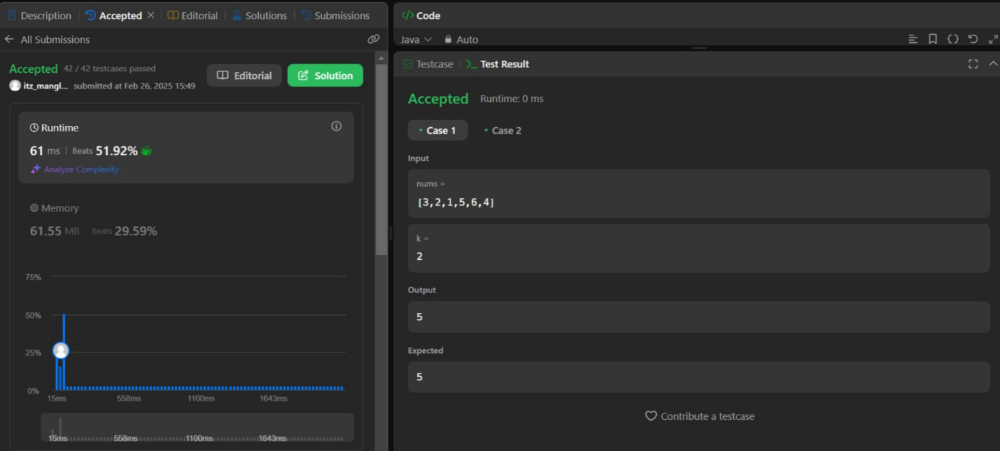 Description Accepted Editorial Solutions Submissions
All Submissions
Accepted 42 / 42 testcases passed
itz_mangl... submitted at Feb 26, 2025 15:49
Editorial
Solution
Runtime
61 ms Beats 51.92%
Analyze Complexity
Memory
61.55 MB Beats 29.59%
75%
50%
25%
0%
15ms 558ms 1100ms 1643ms
15ms 558ms 1100ms 1643ms
</> Code
Java Auto
Testcase >_ Test Result
Accepted Runtime: 0 ms
• Case 1 • Case 2
Input
nums =
[3,2,1,5,6,4]
k =
2
Output
5
Expected
5
Contribute a testcase